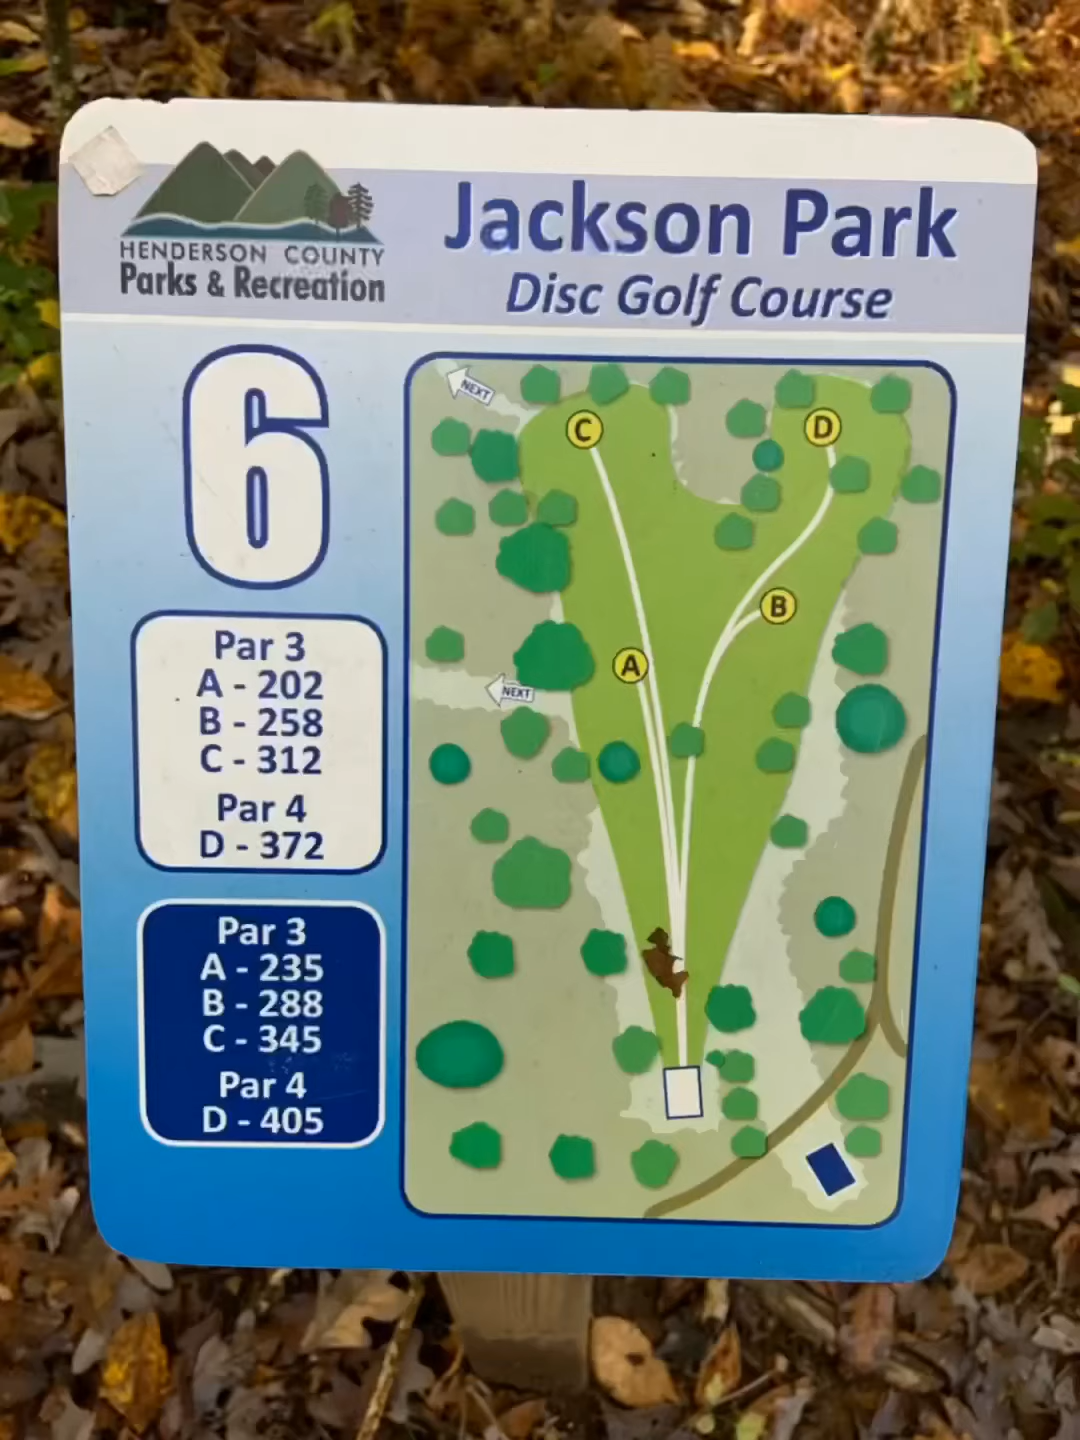 HENDERSON COUNTY
Parks & Recreation
Jackson Park
Disc Golf Course
6
Par 3
A - 202
B - 258
C - 312
Par 4
D - 372
Par 3
A - 235
B - 288
C - 345
Par 4
D - 405
NEXT
C
D
B
A
NEXT